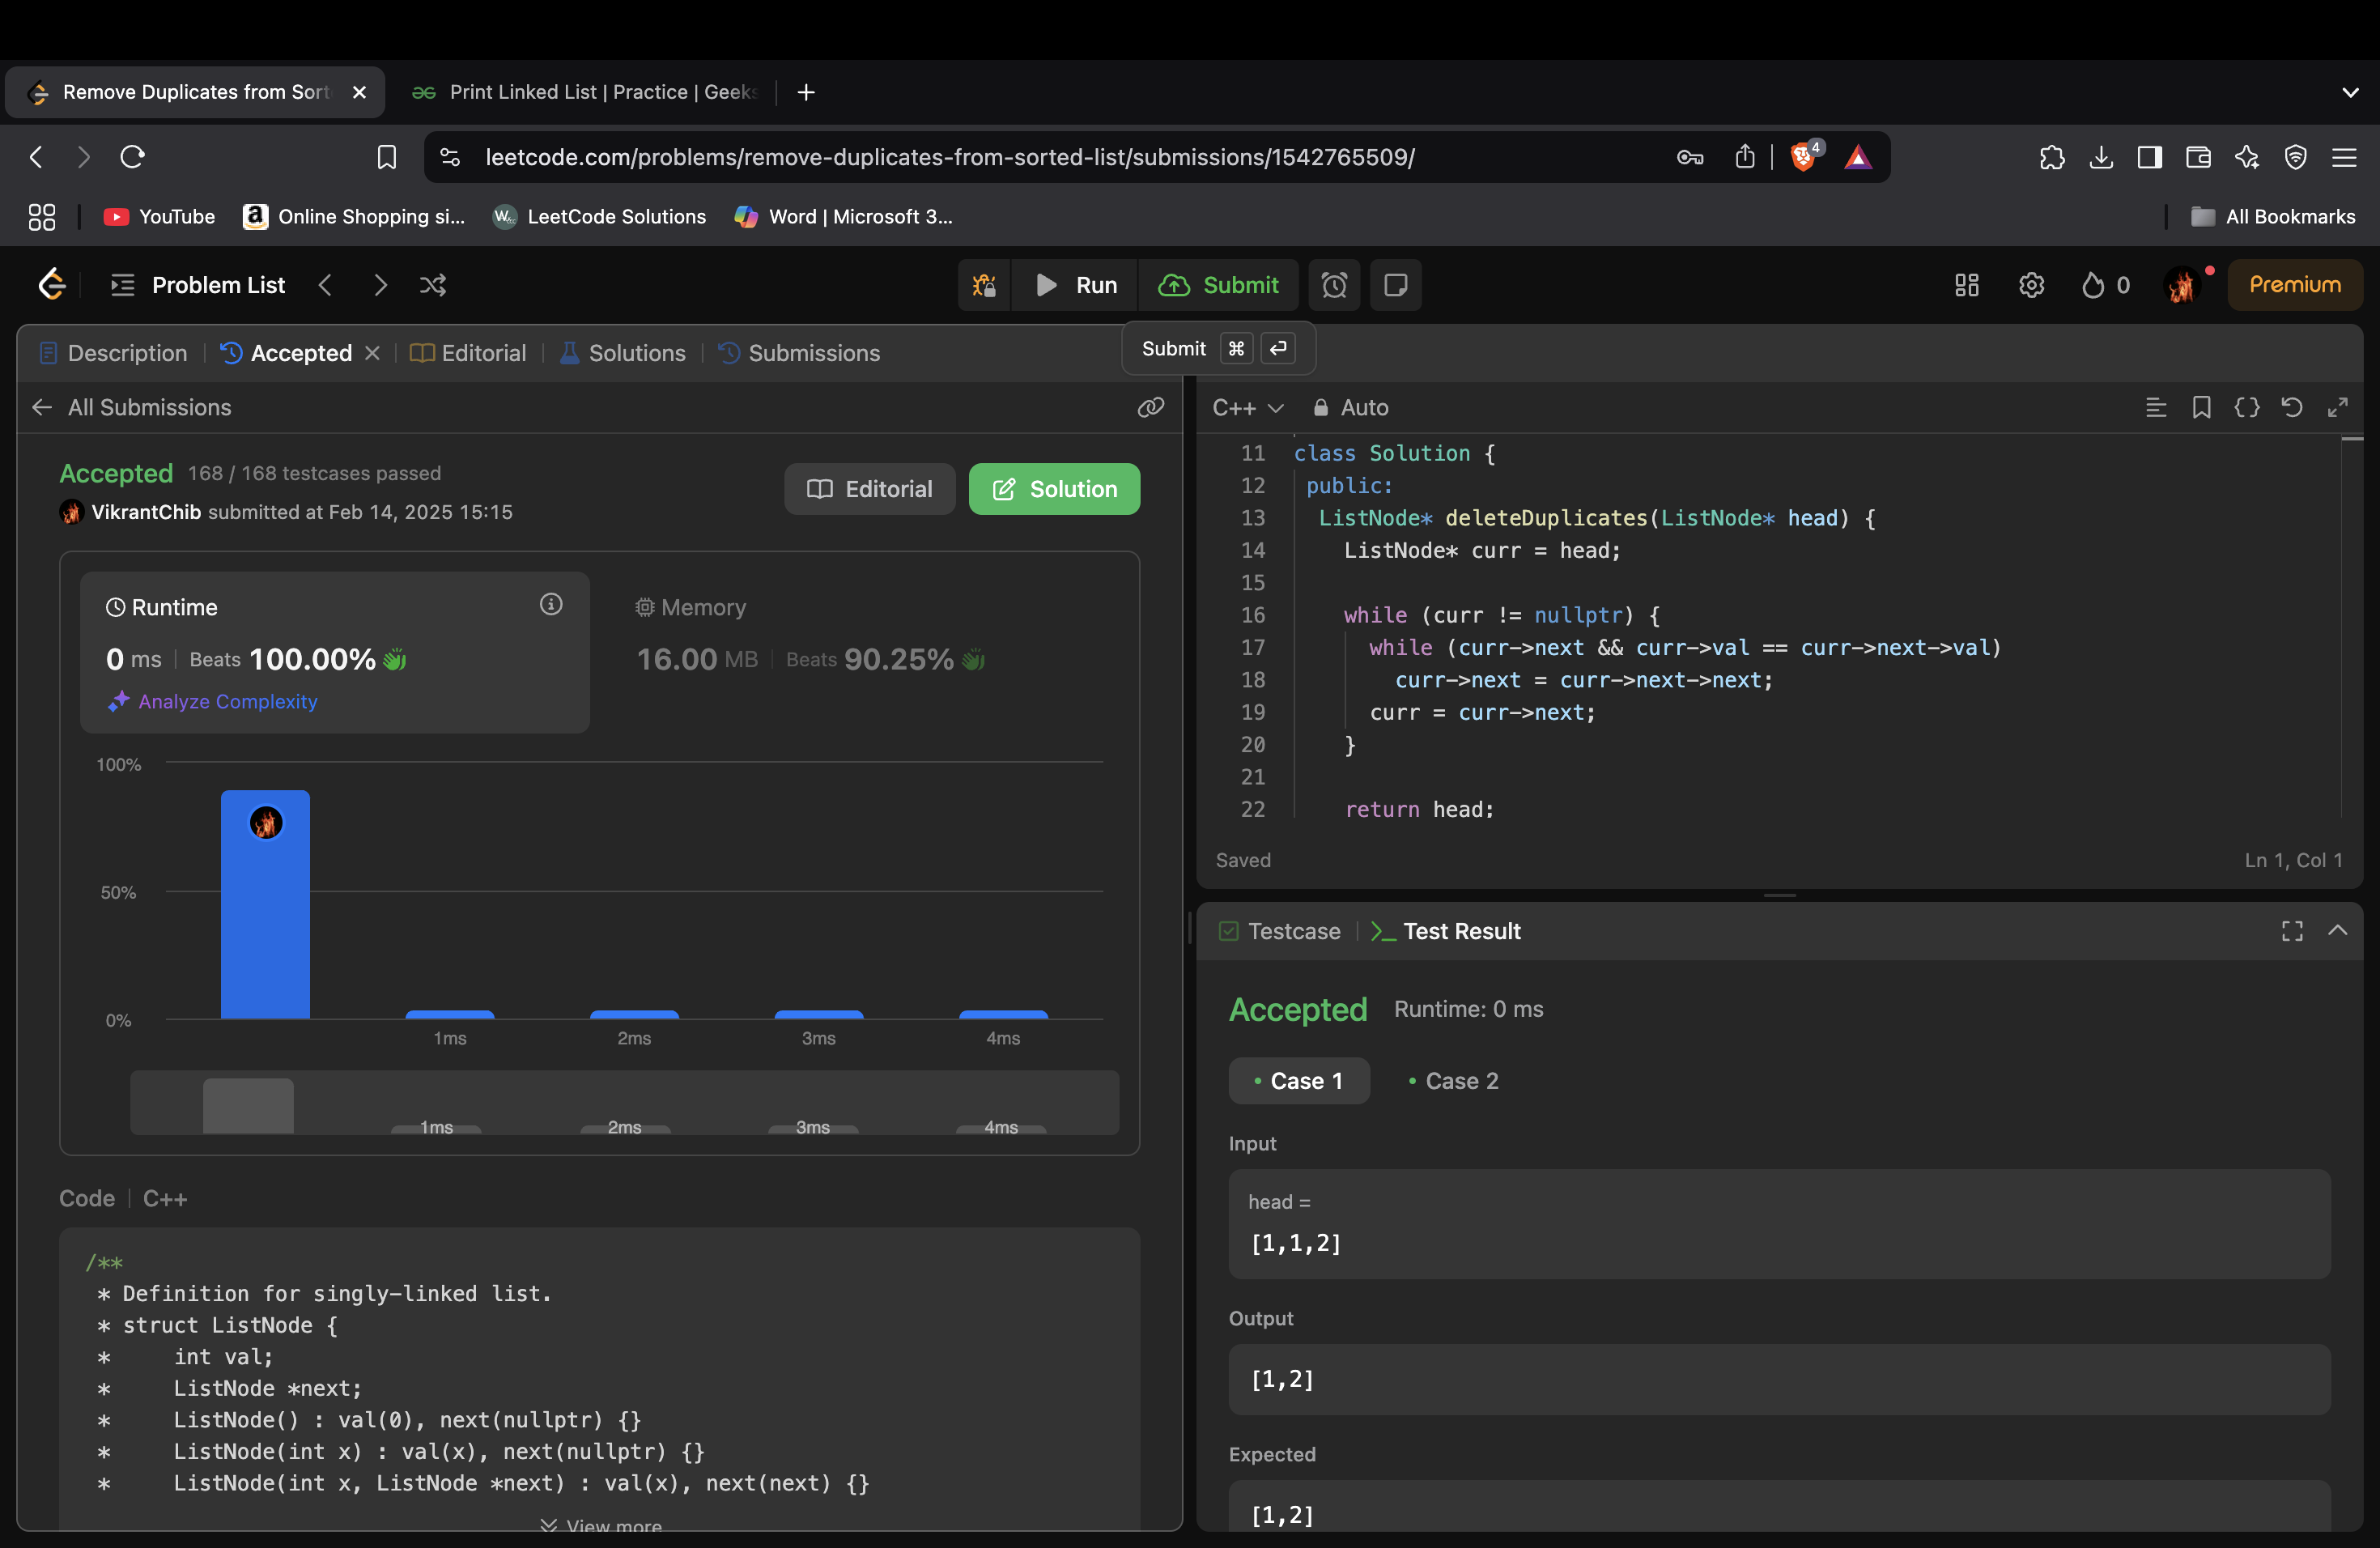 Remove Duplicates from Sort
Print Linked List | Practice | Geeks
leetcode.com/problems/remove-duplicates-from-sorted-list/submissions/1542765509/
4
YouTube
Online Shopping si...
LeetCode Solutions
Word | Microsoft 3...
All Bookmarks
Problem List
Run
Submit
0
Premium
Description
Accepted
Editorial
Solutions
Submissions
Submit ⌘ ↵
All Submissions
Accepted 168 / 168 testcases passed
VikrantChib submitted at Feb 14, 2025 15:15
Editorial
Solution
Runtime
0 ms | Beats 100.00%
Analyze Complexity
Memory
16.00 MB | Beats 90.25%
100%
50%
0%
1ms 2ms 3ms 4ms
1ms 2ms 3ms 4ms
Code | C++
/**
* Definition for singly-linked list.
* struct ListNode {
* int val;
* ListNode *next;
* ListNode() : val(0), next(nullptr) {}
* ListNode(int x) : val(x), next(nullptr) {}
* ListNode(int x, ListNode *next) : val(x), next(next) {}
View more
C++ Auto
11 class Solution {
12 public:
13 ListNode* deleteDuplicates(ListNode* head) {
14 ListNode* curr = head;
15
16 while (curr != nullptr) {
17 while (curr->next && curr->val == curr->next->val)
18 curr->next = curr->next->next;
19 curr = curr->next;
20 }
21
22 return head;
Saved
Ln 1, Col 1
Testcase
>_ Test Result
Accepted Runtime: 0 ms
• Case 1
• Case 2
Input
head =
[1,1,2]
Output
[1,2]
Expected
[1,2]